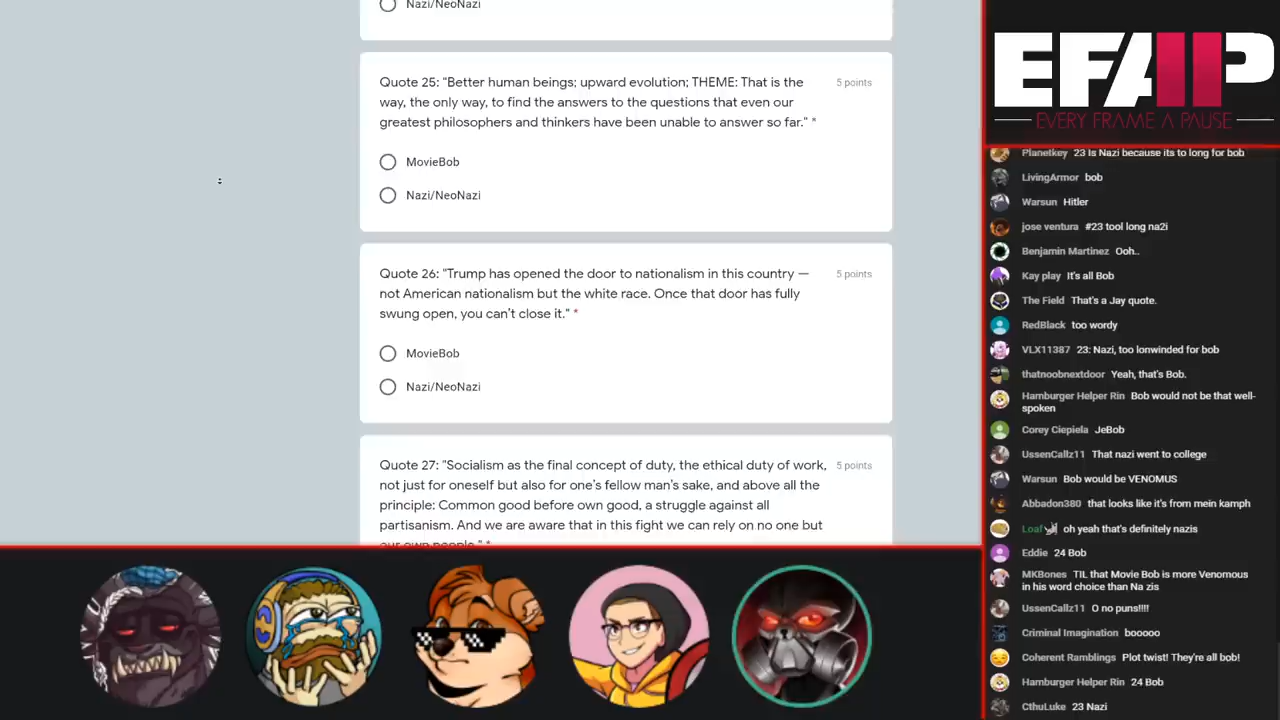 Nazi/NeoNazi
Quote 25: "Better human beings; upward evolution; THEME: That is the
5 points
way, the only way, to find the answers to the questions that even our
greatest philosophers and thinkers have been unable to answer so far." *
MovieBob
Nazi/NeoNazi
Quote 26: "Trump has opened the door to nationalism in this country —
5 points
not American nationalism but the white race. Once that door has fully
swung open, you can't close it." *
MovieBob
Nazi/NeoNazi
Quote 27: "Socialism as the final concept of duty, the ethical duty of work,
5 points
not just for oneself but also for one's fellow man's sake, and above all the
principle: Common good before own good, a struggle against all
partisanism. And we are aware that in this fight we can rely on no one but
our own people." *
EFAP
EVERY FRAME A PAUSE
Planetkey 23 Is Nazi because its to long for bob
LivingArmor bob
Warsun Hitler
jose ventura #23 tool long na2i
Benjamin Martinez Ooh..
Kay play It's all Bob
The Field That's a Jay quote.
RedBlack too wordy
VLX11387 23: Nazi, too lonwinded for bob
thatnoobnextdoor Yeah, that's Bob.
Hamburger Helper Rin Bob would not be that well-
spoken
Corey Ciepiela JeBob
UssenCallz11 That nazi went to college
Warsun Bob would be VENOMUS
Abbadon380 that looks like it's from mein kamph
Loaf oh yeah that's definitely nazis
Eddie 24 Bob
MKBones TIL that Movie Bob is more Venomous
in his word choice than Na zis
UssenCallz11 O no puns!!!!
Criminal Imagination booooo
Coherent Ramblings Plot twist! They're all bob!
Hamburger Helper Rin 24 Bob
CthuLuke 23 Nazi